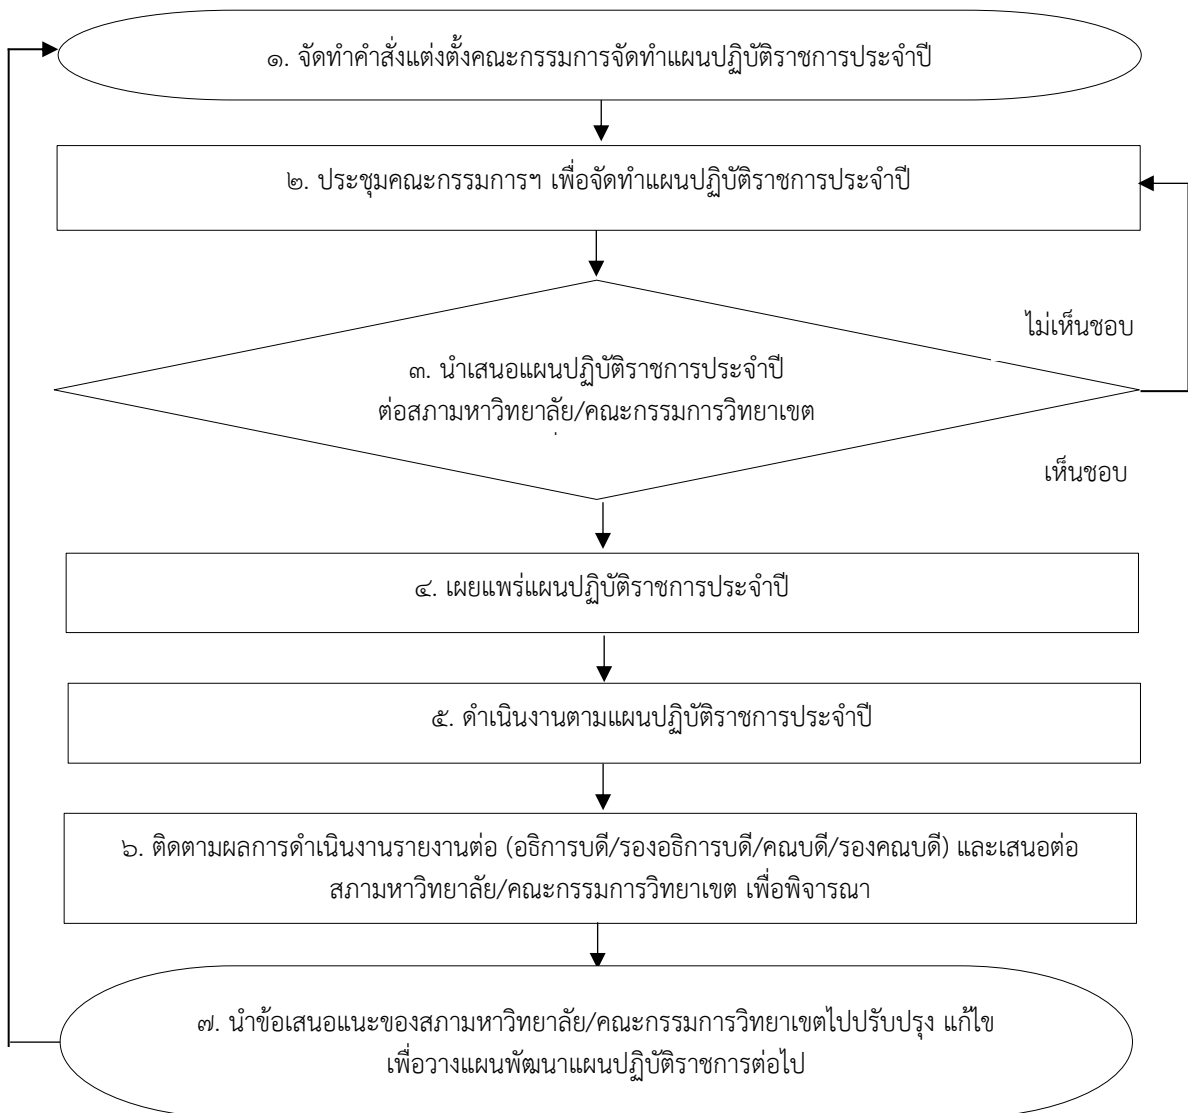 ๑. จัดทำคำสั่งแต่งตั้งคณะกรรมการจัดทำแผนปฏิบัติราชการประจำปี
๒. ประชุมคณะกรรมการฯ เพื่อจัดทำแผนปฏิบัติราชการประจำปี
ไม่เห็นชอบ
๓. นำเสนอแผนปฏิบัติราชการประจำปี
ต่อสภามหาวิทยาลัย/คณะกรรมการวิทยาเขต
เห็นชอบ
๔. เผยแพร่แผนปฏิบัติราชการประจำปี
๕. ดำเนินงานตามแผนปฏิบัติราชการประจำปี
๖. ติดตามผลการดำเนินงานรายงานต่อ (อธิการบดี/รองอธิการบดี/คณบดี/รองคณบดี) และเสนอต่อ
สภามหาวิทยาลัย/คณะกรรมการวิทยาเขต เพื่อพิจารณา
๗. นำข้อเสนอแนะของสภามหาวิทยาลัย/คณะกรรมการวิทยาเขตไปปรับปรุง แก้ไข
เพื่อวางแผนพัฒนาแผนปฏิบัติราชการต่อไป